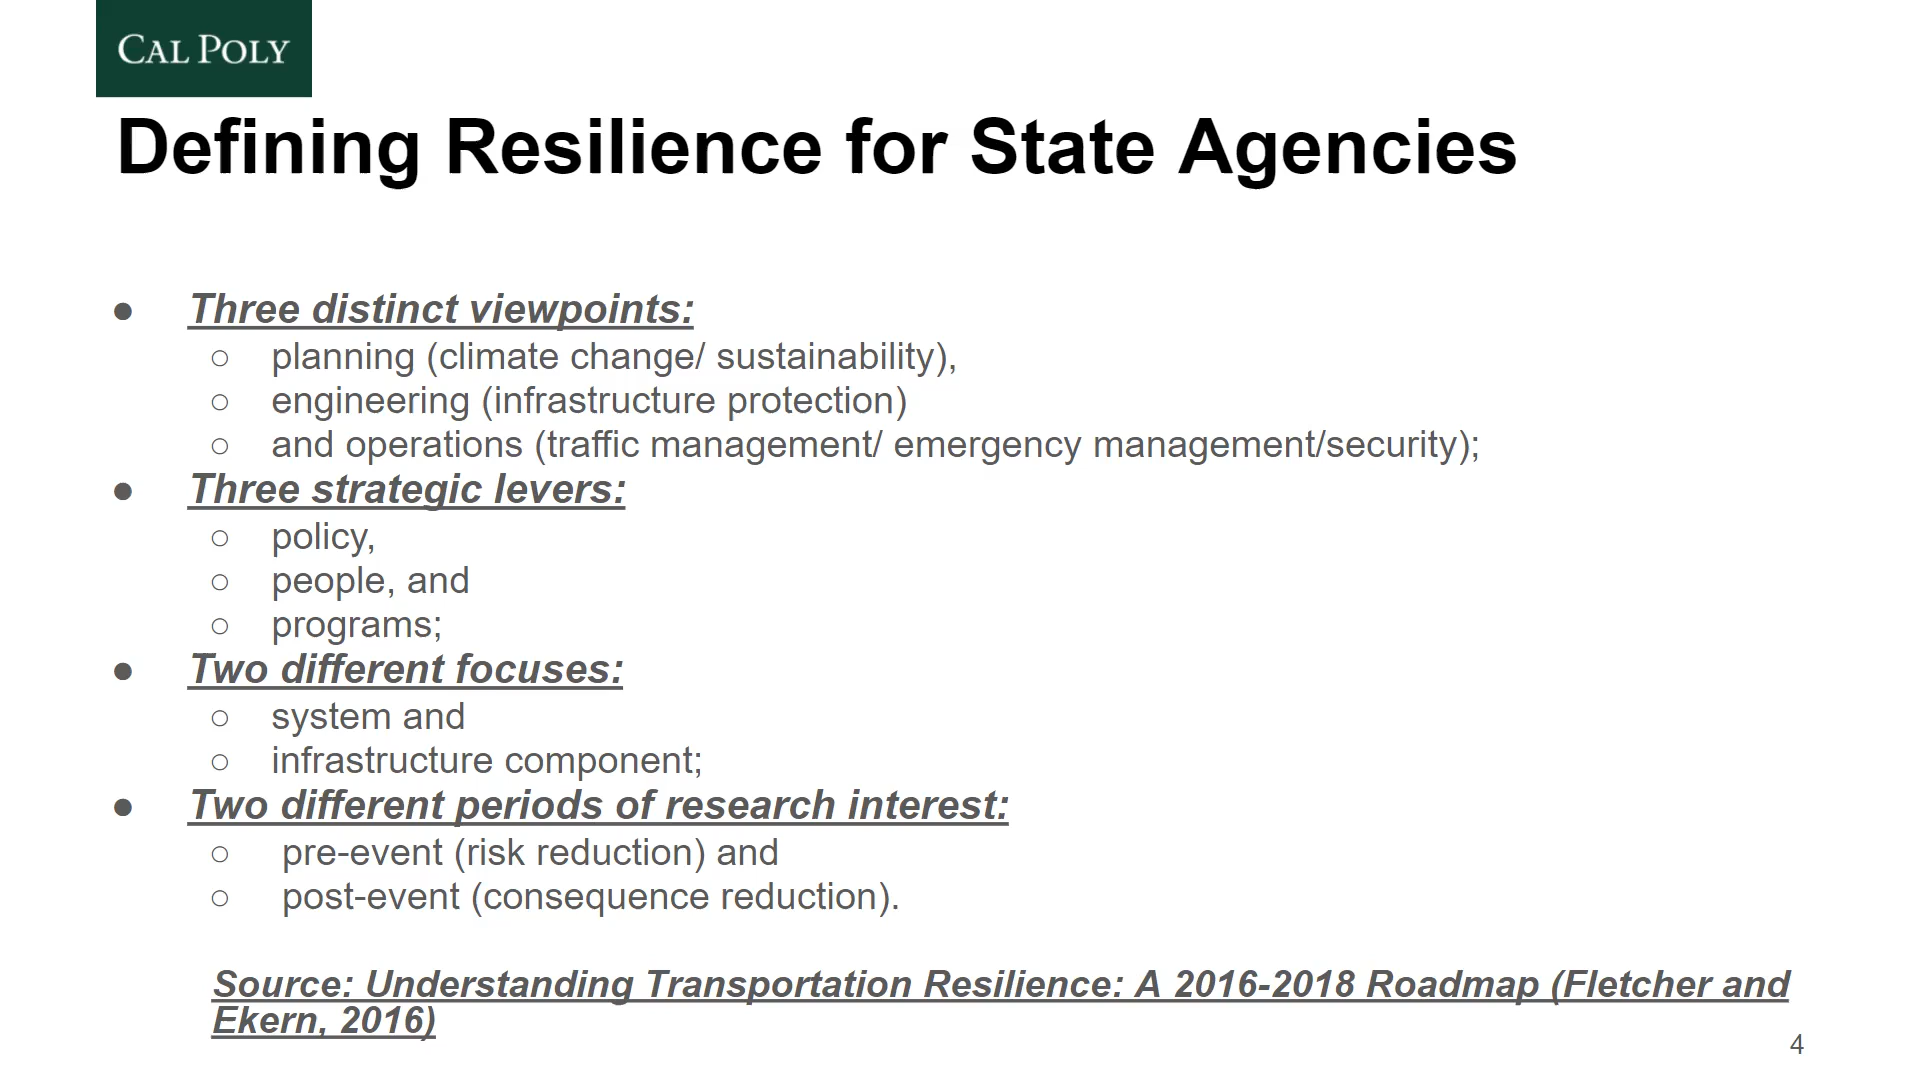 CAL POLY
Defining Resilience for State Agencies
● Three distinct viewpoints:
○ planning (climate change/ sustainability),
○ engineering (infrastructure protection)
○ and operations (traffic management/ emergency management/security);
● Three strategic levers:
○ policy,
○ people, and
○ programs;
● Two different focuses:
○ system and
○ infrastructure component;
● Two different periods of research interest:
○ pre-event (risk reduction) and
○ post-event (consequence reduction).
Source: Understanding Transportation Resilience: A 2016-2018 Roadmap (Fletcher and
Ekern, 2016)
4